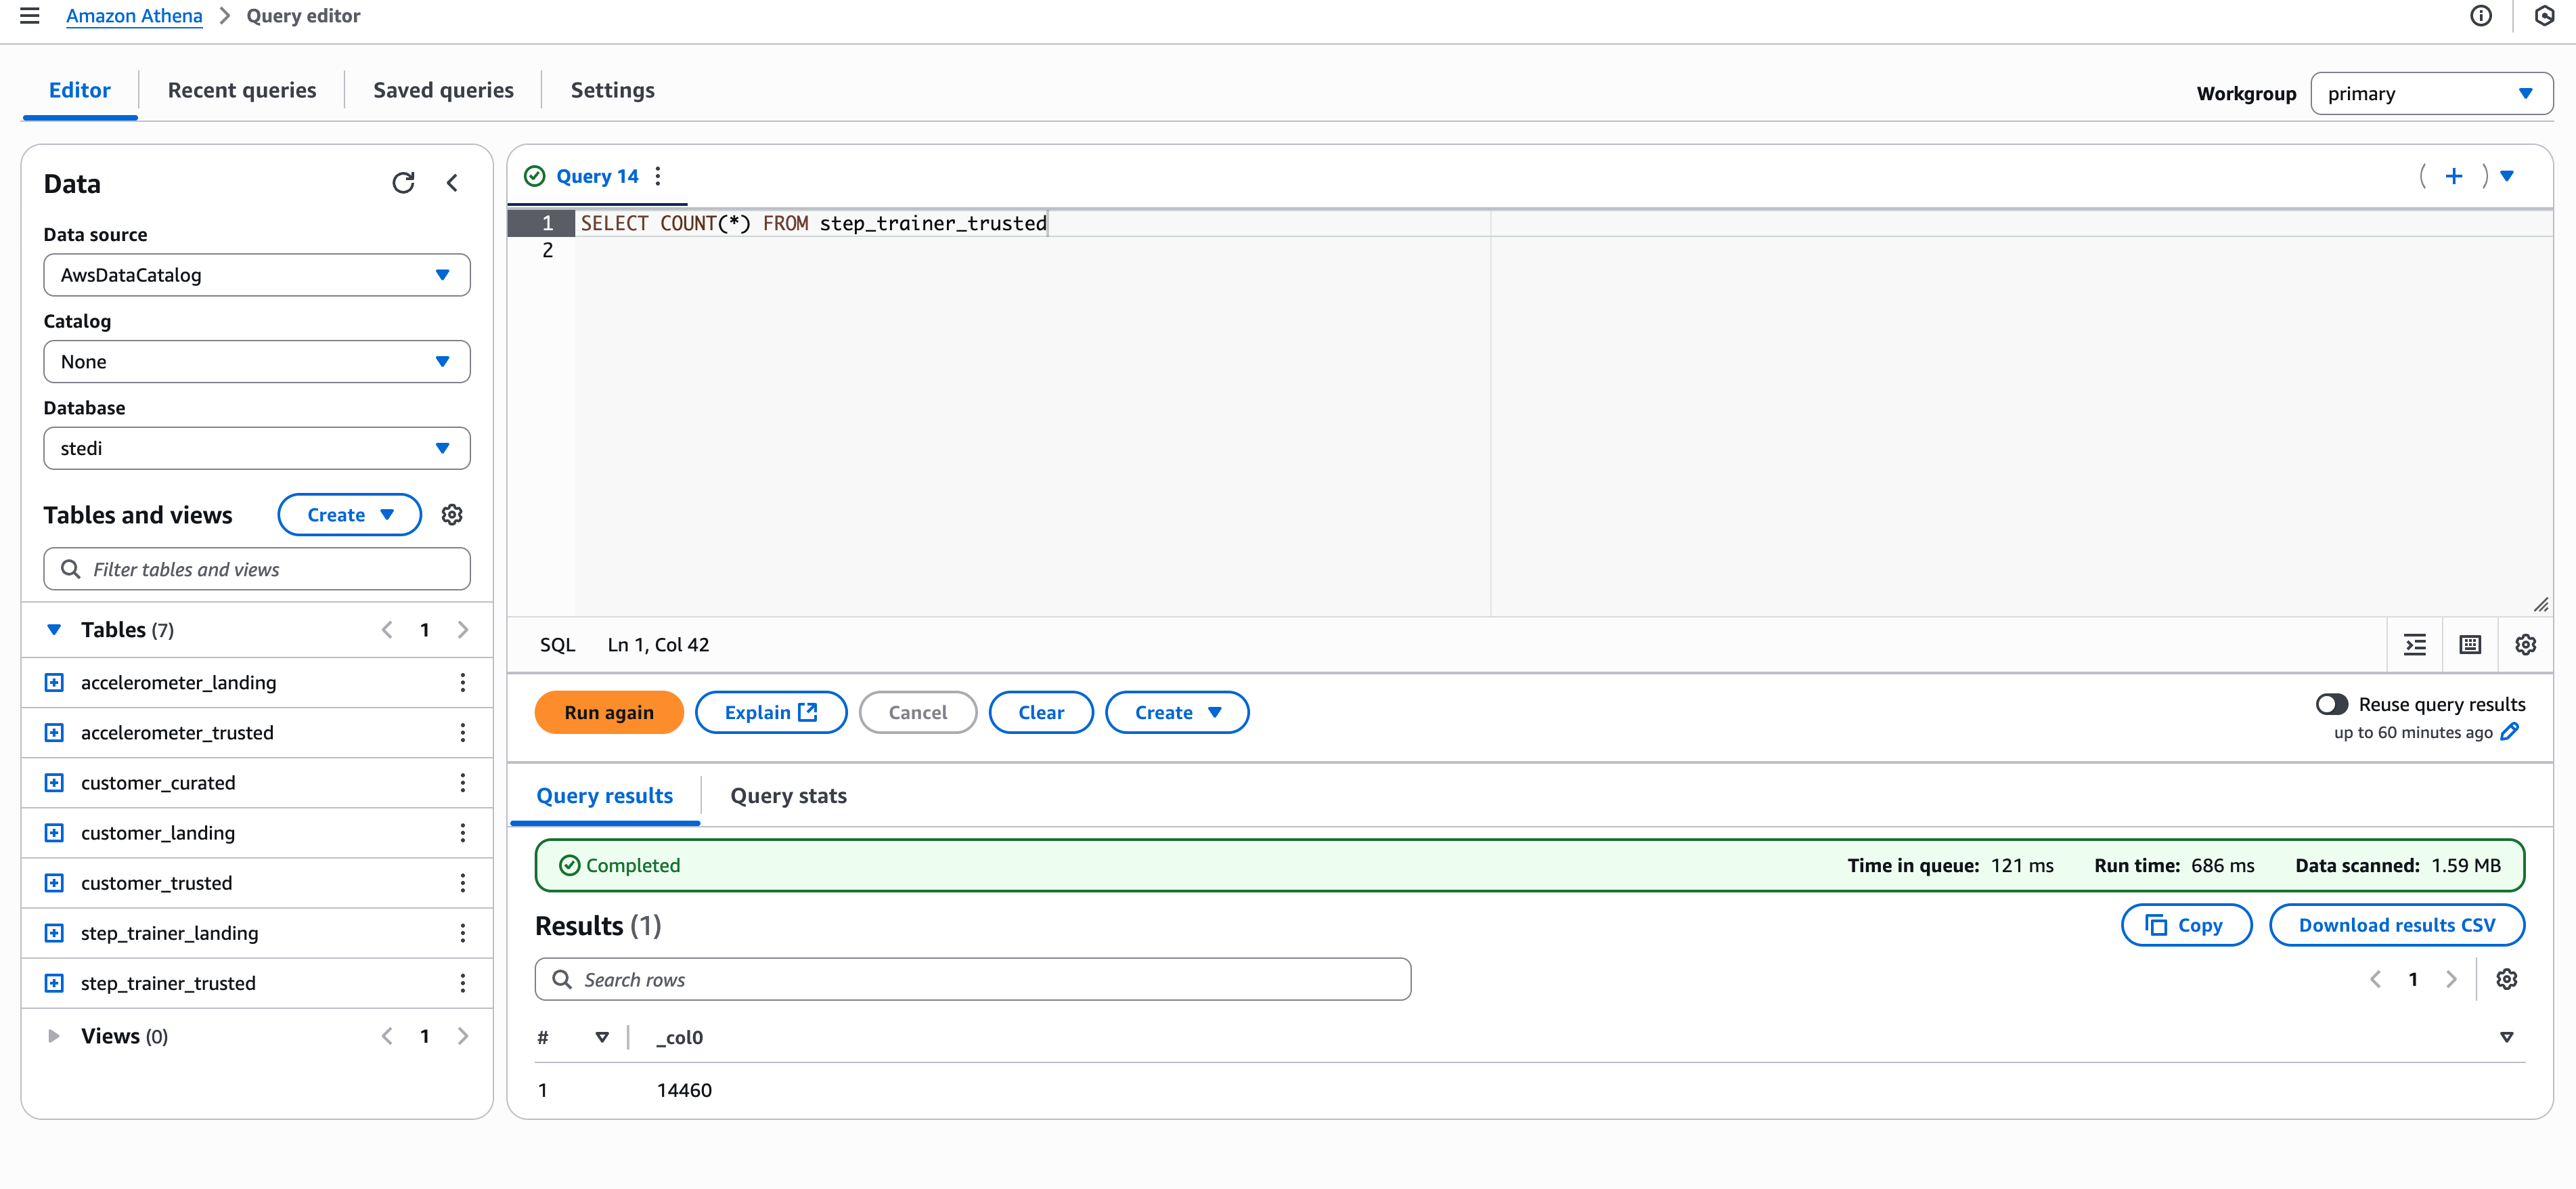 Amazon Athena > Query editor
Editor
Recent queries
Saved queries
Settings
Workgroup
primary
Data
Data source
AwsDataCatalog
Catalog
None
Database
stedi
Tables and views
Create
Filter tables and views
Tables (7)
1
accelerometer_landing
accelerometer_trusted
customer_curated
customer_landing
customer_trusted
step_trainer_landing
step_trainer_trusted
Views (0)
1
Query 14
1 SELECT COUNT(*) FROM step_trainer_trusted
2
SQL
Ln 1, Col 42
Run again
Explain
Cancel
Clear
Create
Reuse query results
up to 60 minutes ago
Query results
Query stats
Completed
Time in queue: 121 ms
Run time: 686 ms
Data scanned: 1.59 MB
Results (1)
Copy
Download results CSV
Search rows
1
# _col0
1 14460